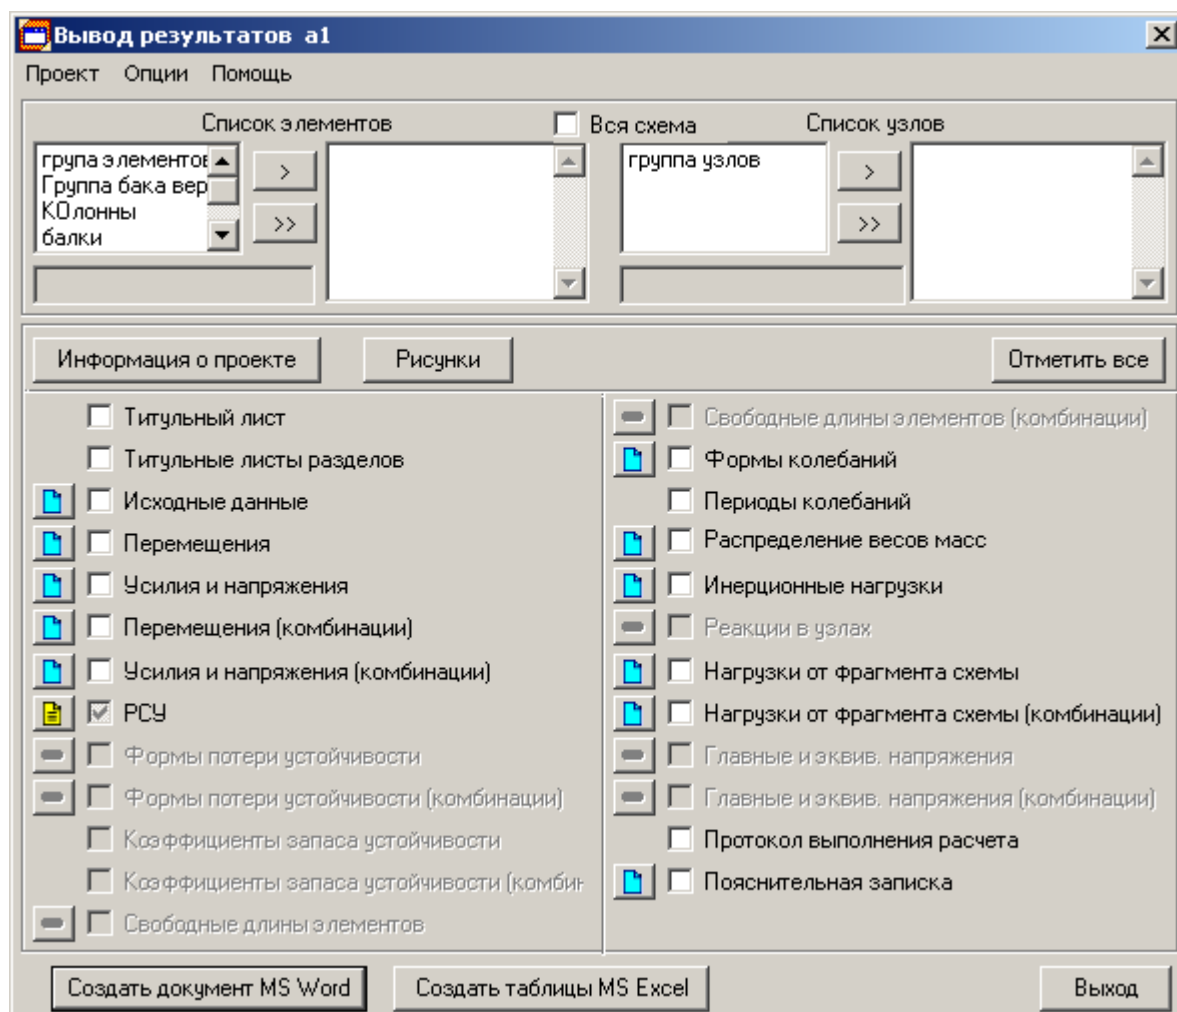 Вывод результатов a1
Проект Опции Помощь
Список элементов Вся схема Список узлов
група элементов
Группа бака вер
КОлонны
балки
> >>
группа узлов
> >>
Информация о проекте Рисунки Отметить все
Титульный лист
Титульные листы разделов
Исходные данные
Перемещения
Усилия и напряжения
Перемещения (комбинации)
Усилия и напряжения (комбинации)
РСУ
Формы потери устойчивости
Формы потери устойчивости (комбинации)
Коэффициенты запаса устойчивости
Коэффициенты запаса устойчивости (комбин
Свободные длины элементов
Свободные длины элементов (комбинации)
Формы колебаний
Периоды колебаний
Распределение весов масс
Инерционные нагрузки
Реакции в узлах
Нагрузки от фрагмента схемы
Нагрузки от фрагмента схемы (комбинации)
Главные и эквив. напряжения
Главные и эквив. напряжения (комбинации)
Протокол выполнения расчета
Пояснительная записка
Создать документ MS Word Создать таблицы MS Excel Выход